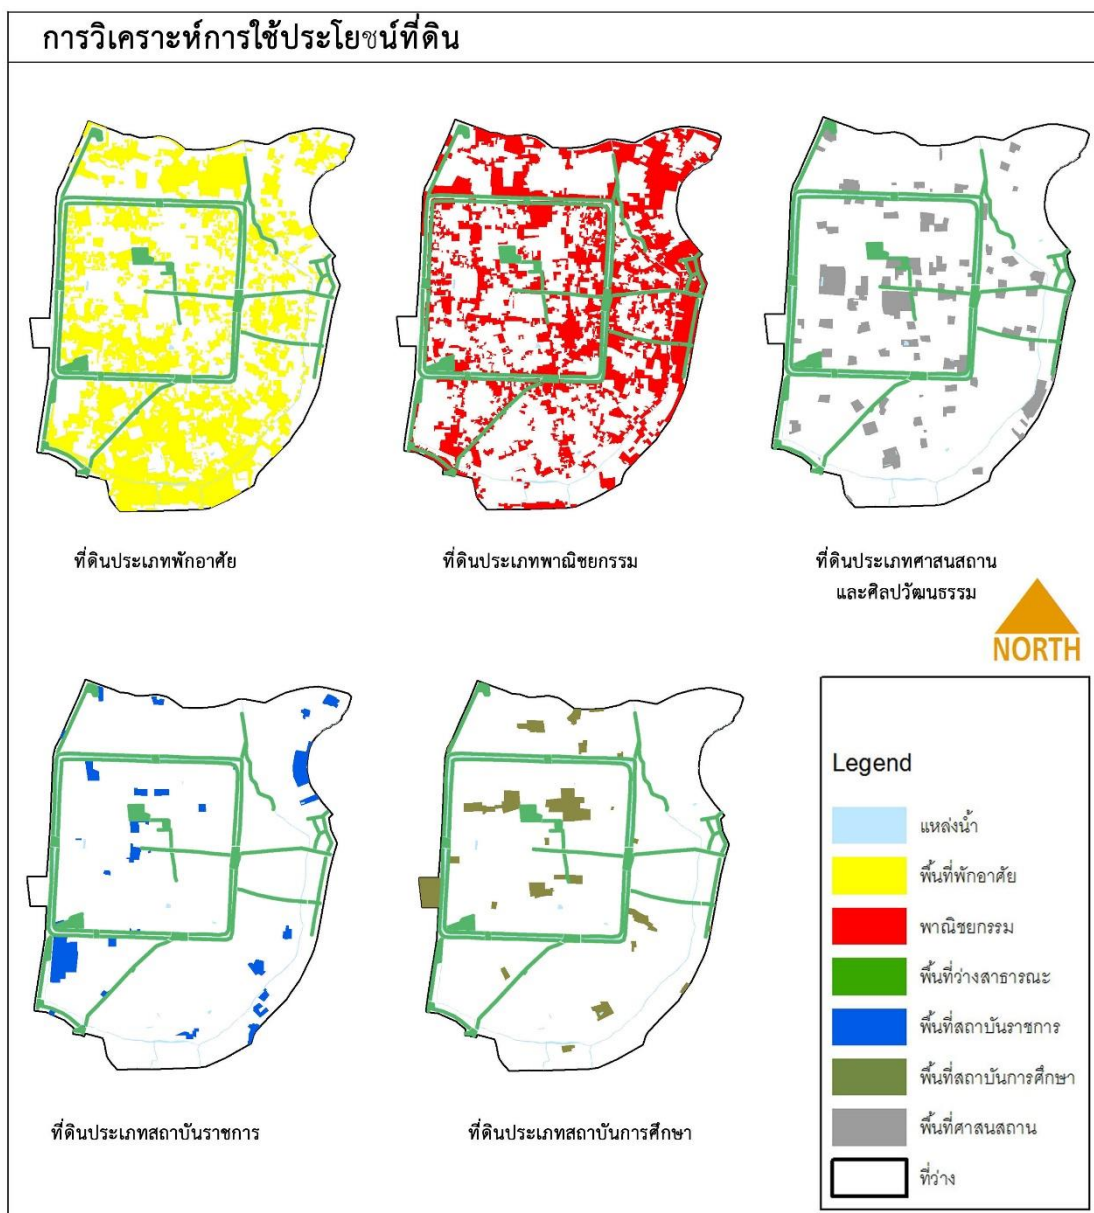 การวิเคราะห์การใช้ประโยชน์ที่ดิน
ที่ดินประเภทพักอาศัย
ที่ดินประเภทพาณิชยกรรม
ที่ดินประเภทศาสนสถาน
และศิลปวัฒนธรรม
NORTH
ที่ดินประเภทสถาบันราชการ
ที่ดินประเภทสถาบันการศึกษา
Legend
แหล่งน้ำ
พื้นที่พักอาศัย
พาณิชยกรรม
พื้นที่ว่างสาธารณะ
พื้นที่สถาบันราชการ
พื้นที่สถาบันการศึกษา
พื้นที่ศาสนสถาน
ที่ว่าง